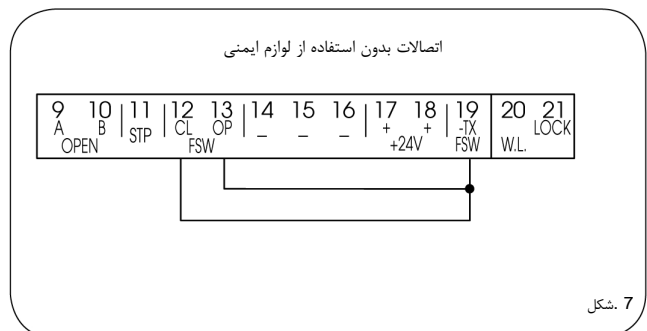 اتصالات بدون استفاده از لوازم ایمنی
9 10 | 11 | 12 13 | 14 15 16 | 17 18 | 19 20 21
A B STP CL OP _ _ _ + + -TX LOCK
OPEN FSW +24V FSW W.L.
7 .شکل